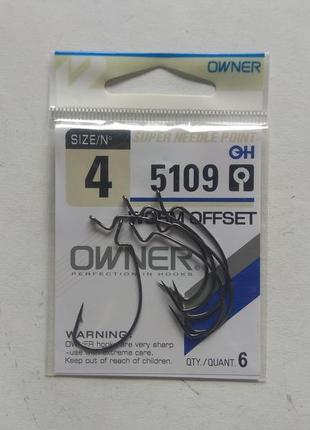 OWNER
SIZE/N°
SUPER NEEDLE POINT
4
5109
WORM OFFSET
OWNER
PERFECTION IN HOOKS
WARNING:
OWNER hooks are very sharp
-use with extreme care.
Keep out of reach of children.
QTY./QUANT. 6